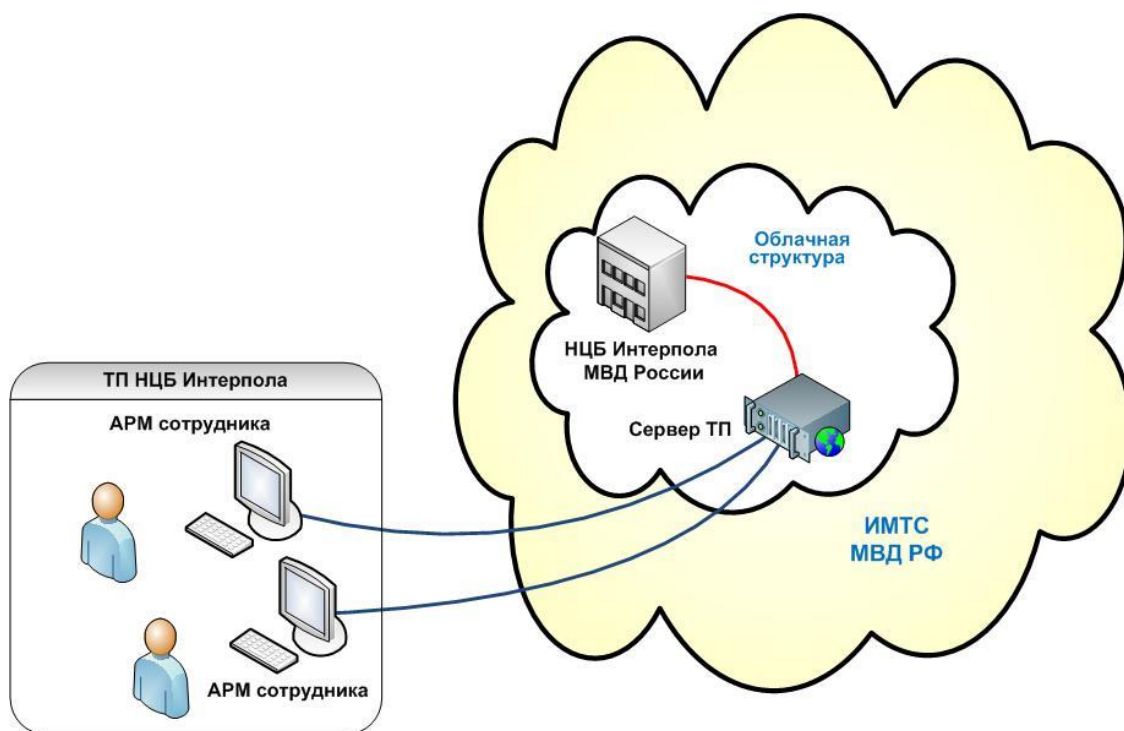 Облачная
структура
НЦБ Интерпола
МВД России
Сервер ТП
ИМТС
МВД РФ
ТП НЦБ Интерпола
АРМ сотрудника
АРМ сотрудника